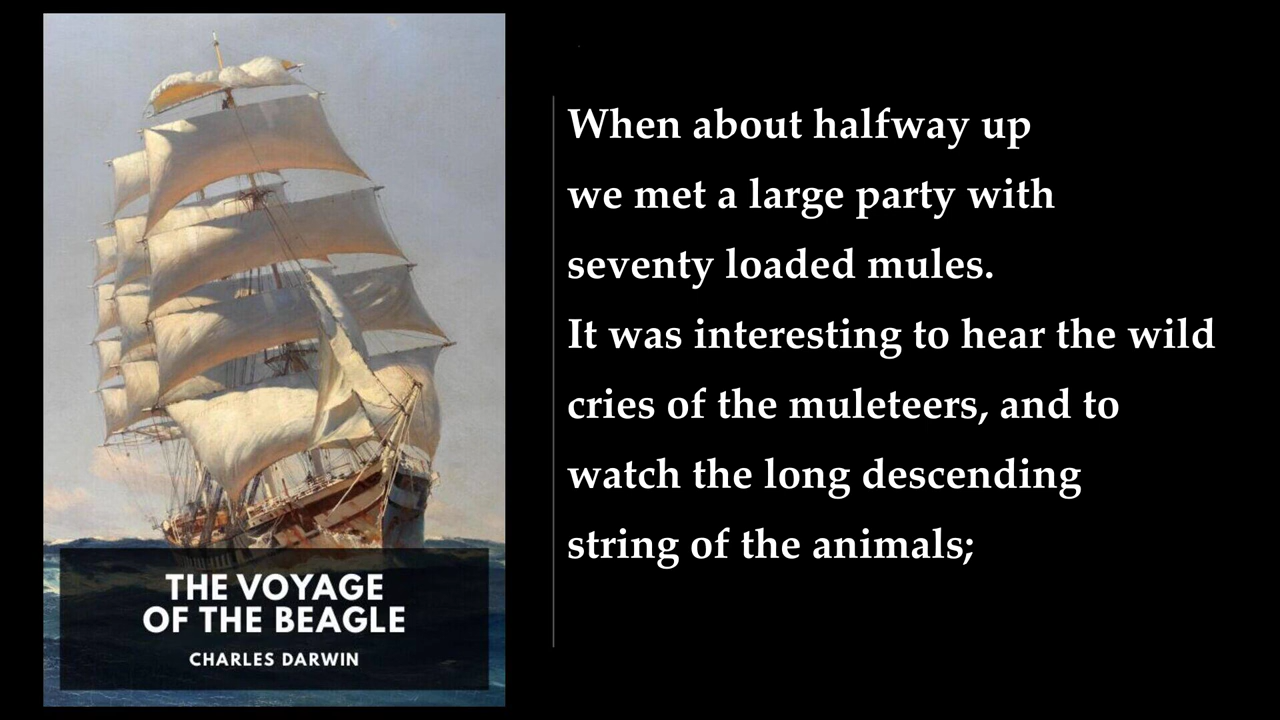 THE VOYAGE
OF THE BEAGLE
CHARLES DARWIN
When about halfway up
we met a large party with
seventy loaded mules.
It was interesting to hear the wild
cries of the muleteers, and to
watch the long descending
string of the animals;